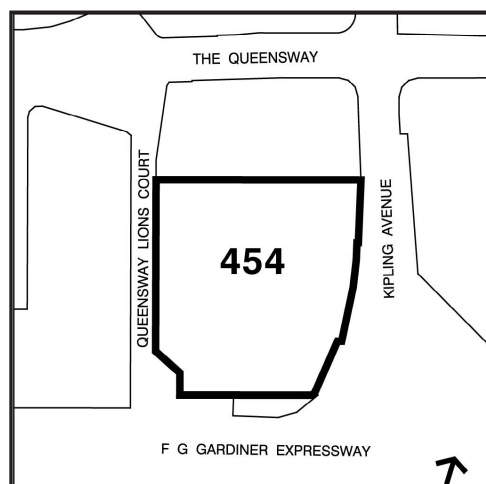 THE QUEENSWAY
QUEENSWAY LIONS COURT
454
KIPLING AVENUE
F G GARDINER EXPRESSWAY